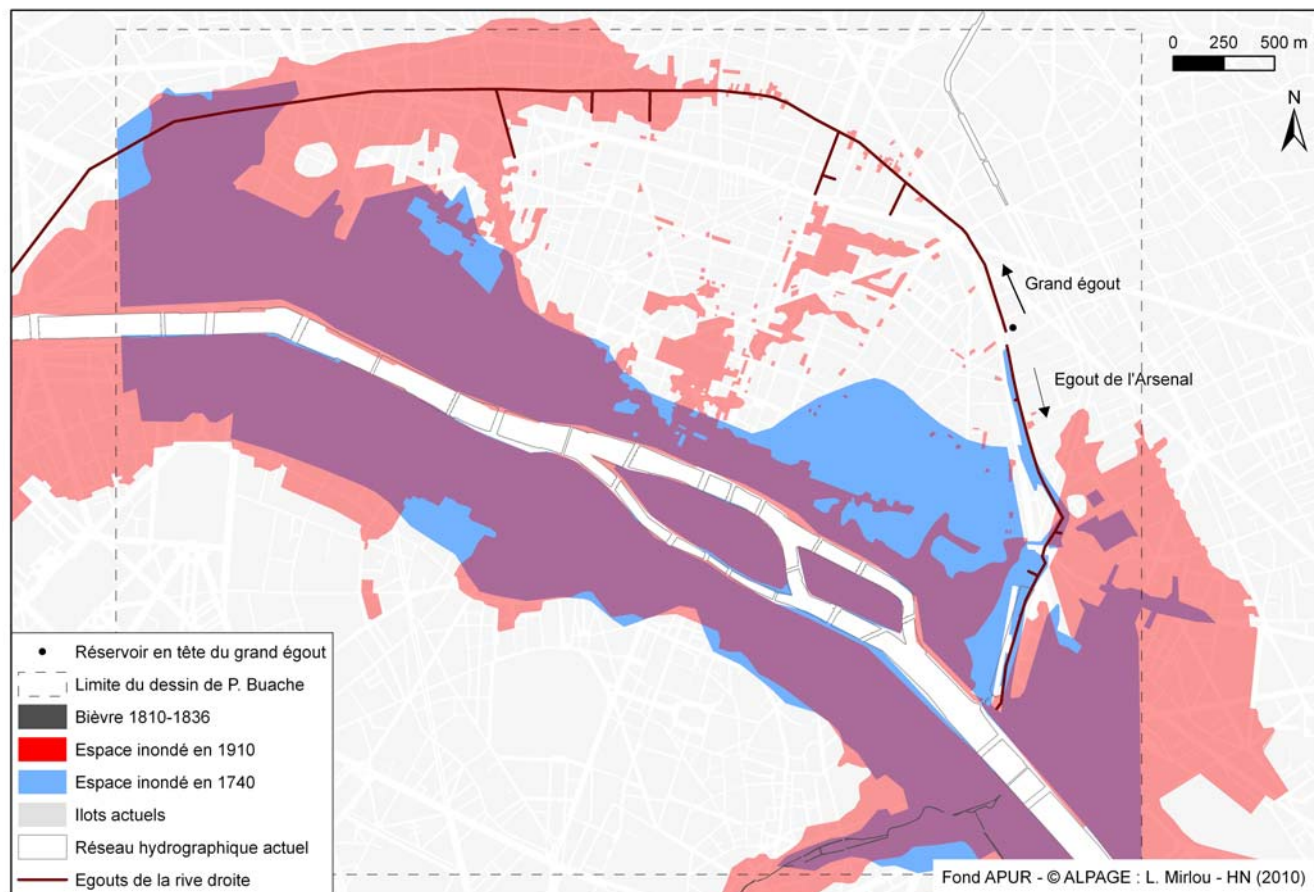 0 250 500 m
N
Grand égout
Egout de l'Arsenal
Réservoir en tête du grand égout
Limite du dessin de P. Buache
Bièvre 1810-1836
Espace inondé en 1910
Espace inondé en 1740
Ilots actuels
Réseau hydrographique actuel
Egouts de la rive droite
Fond APUR - © ALPAGE : L. Mirlou - HN (2010)